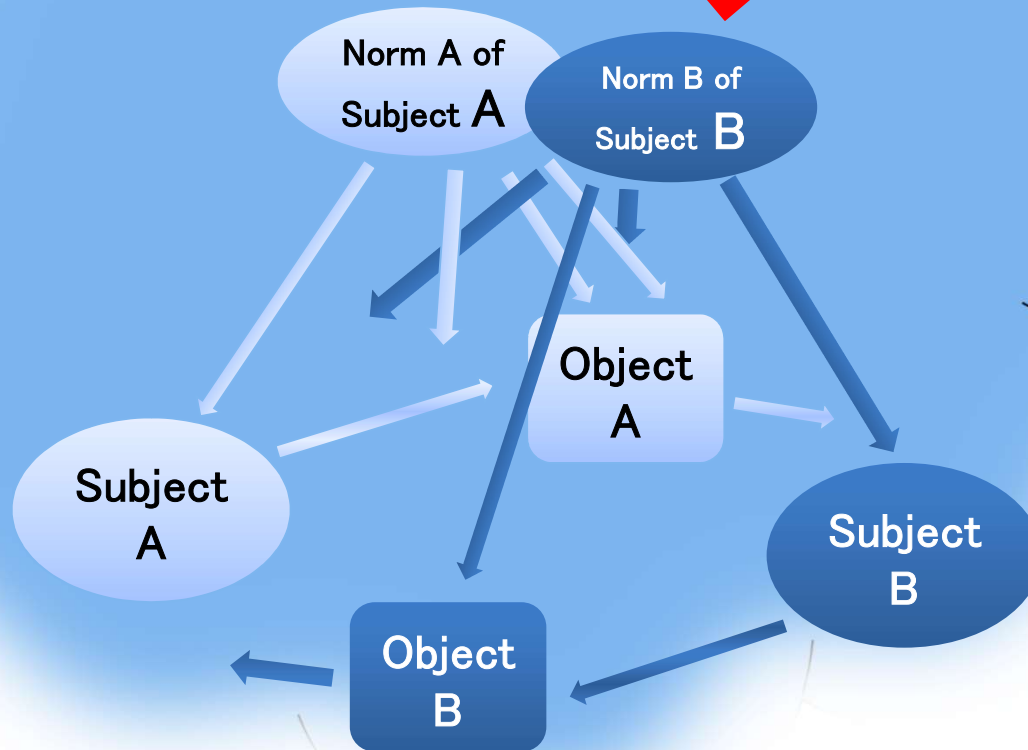 Norm A of
Subject A
Norm B of
Subject B
Object
A
Subject
A
Subject
B
Object
B